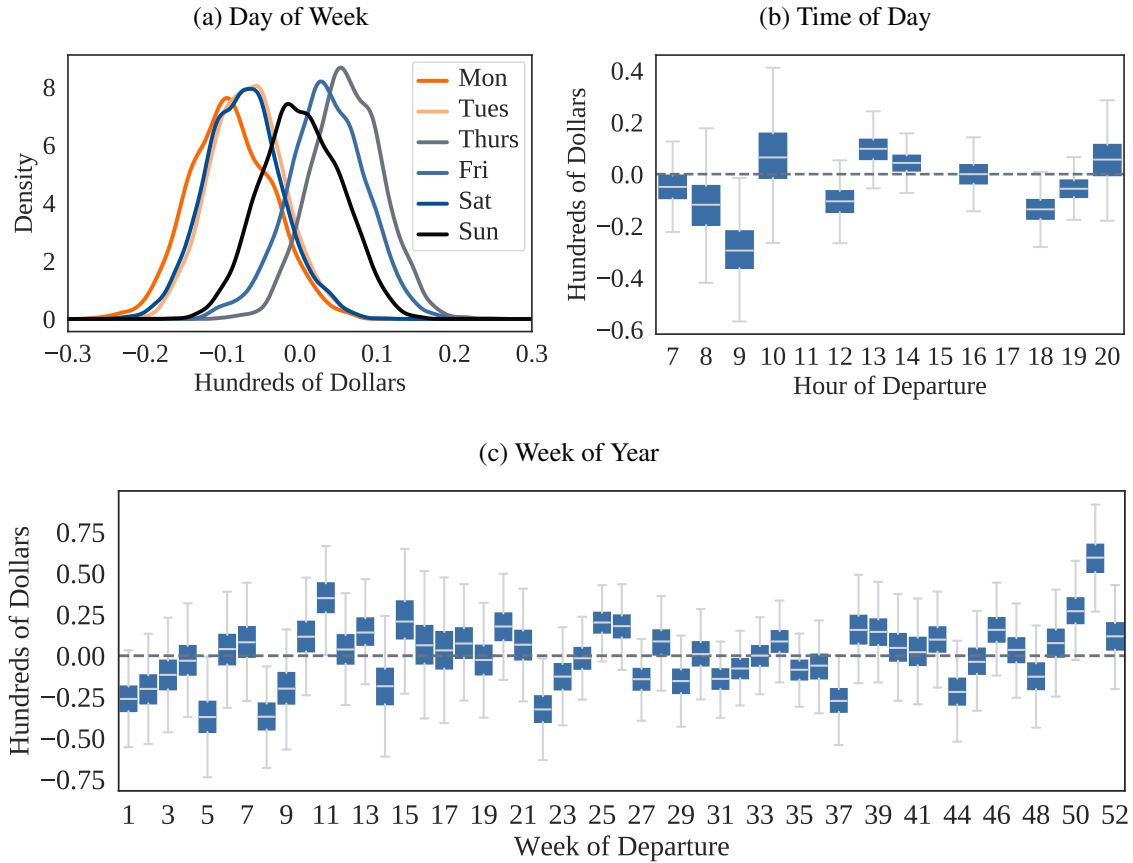 (a) Day of Week
Density
8
6
4
2
0
Mon
Tues
Thurs
Fri
Sat
Sun
−0.3 −0.2 −0.1 0.0 0.1 0.2 0.3
Hundreds of Dollars
(b) Time of Day
Hundreds of Dollars
0.4
0.2
0.0
−0.2
−0.4
−0.6
7 8 9 10 11 12 13 14 15 16 17 18 19 20
Hour of Departure
(c) Week of Year
Hundreds of Dollars
0.75
0.50
0.25
0.00
−0.25
−0.50
−0.75
1 3 5 7 9 11 13 15 17 19 21 23 25 27 29 31 33 35 37 39 41 44 46 48 50 52
Week of Departure